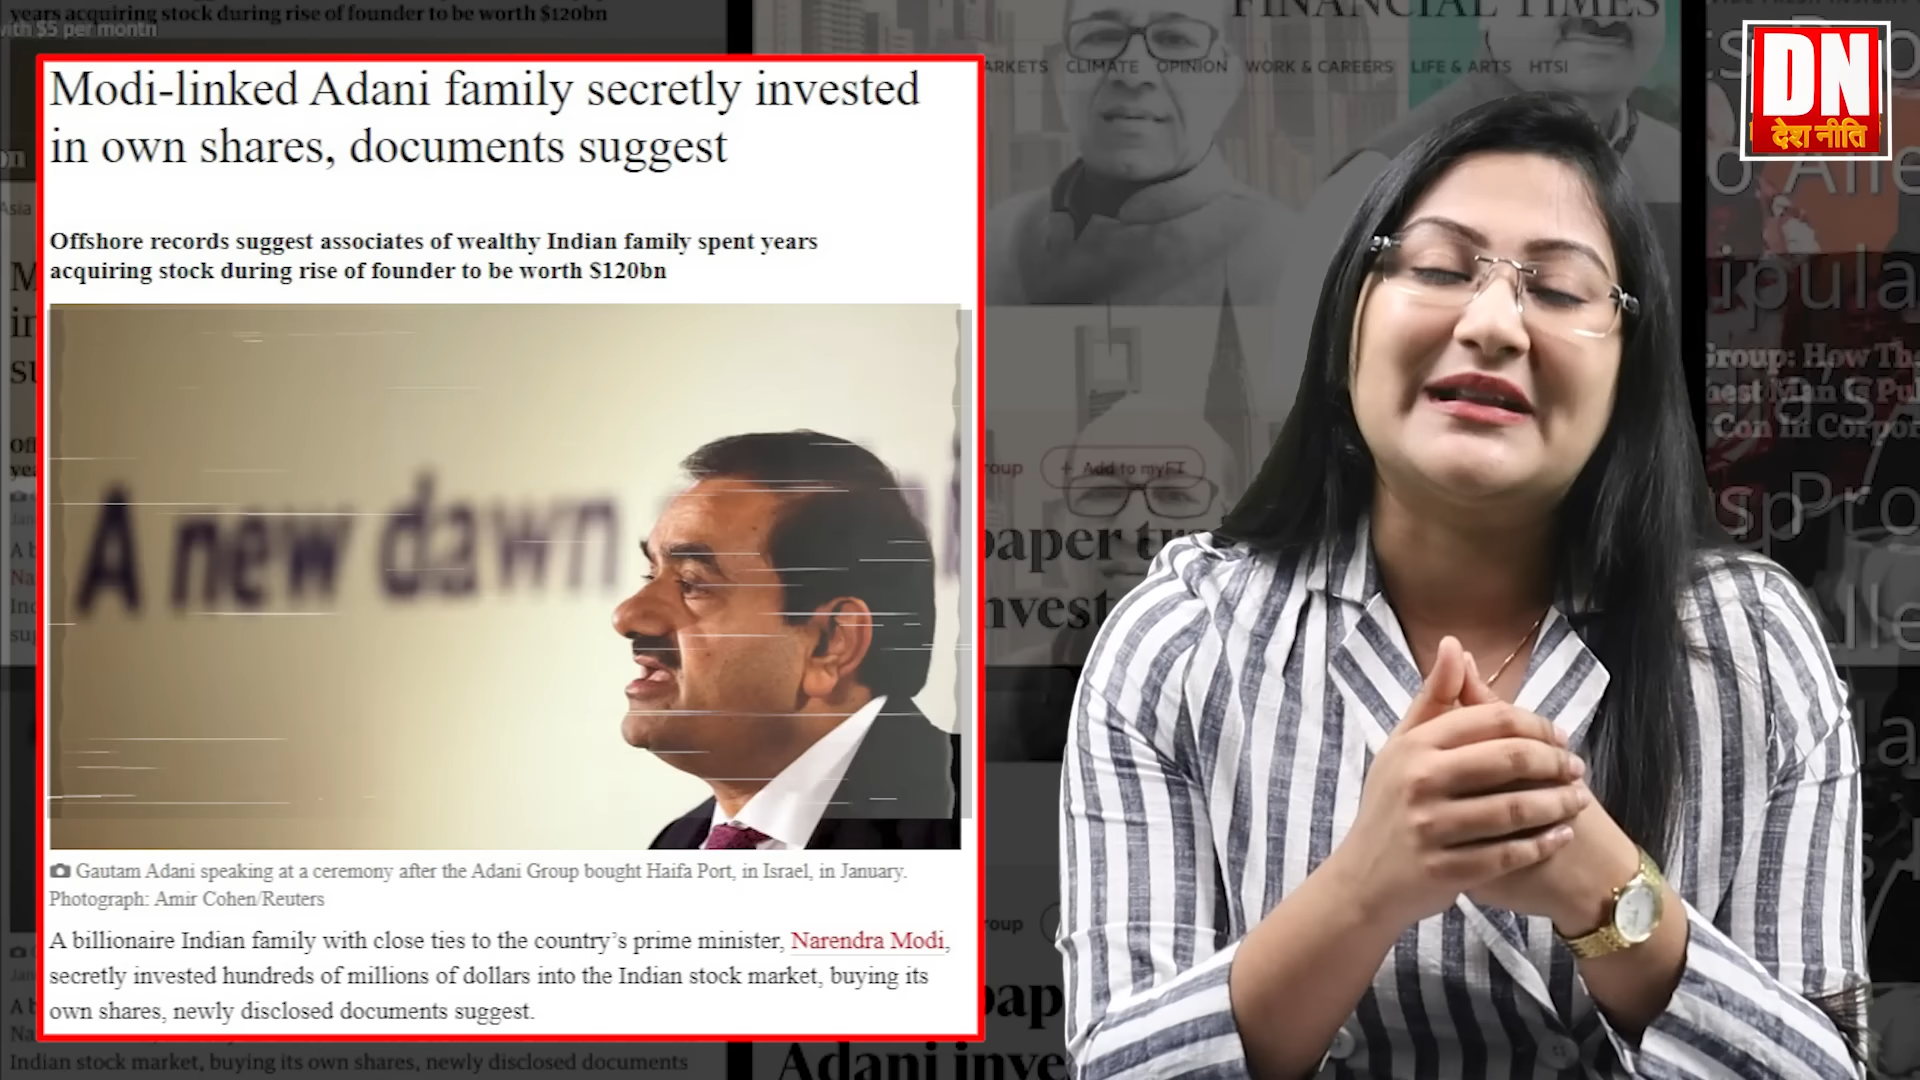 years acquiring stock during rise of founder to be worth $120bn
with $5 per month
FINANCIAL TIMES
CLIMATE OPINION WORK & CAREERS LIFE & ARTS HTSI
DN
देश नीति
Modi-linked Adani family secretly invested
in own shares, documents suggest
Offshore records suggest associates of wealthy Indian family spent years
acquiring stock during rise of founder to be worth $120bn
A new dawn
+ Add to myFT
Gautam Adani speaking at a ceremony after the Adani Group bought Haifa Port, in Israel, in January.
Photograph: Amir Cohen/Reuters
A billionaire Indian family with close ties to the country’s prime minister, Narendra Modi,
secretly invested hundreds of millions of dollars into the Indian stock market, buying its
own shares, newly disclosed documents suggest.
Indian stock market, buying its own shares, newly disclosed documents
Adani